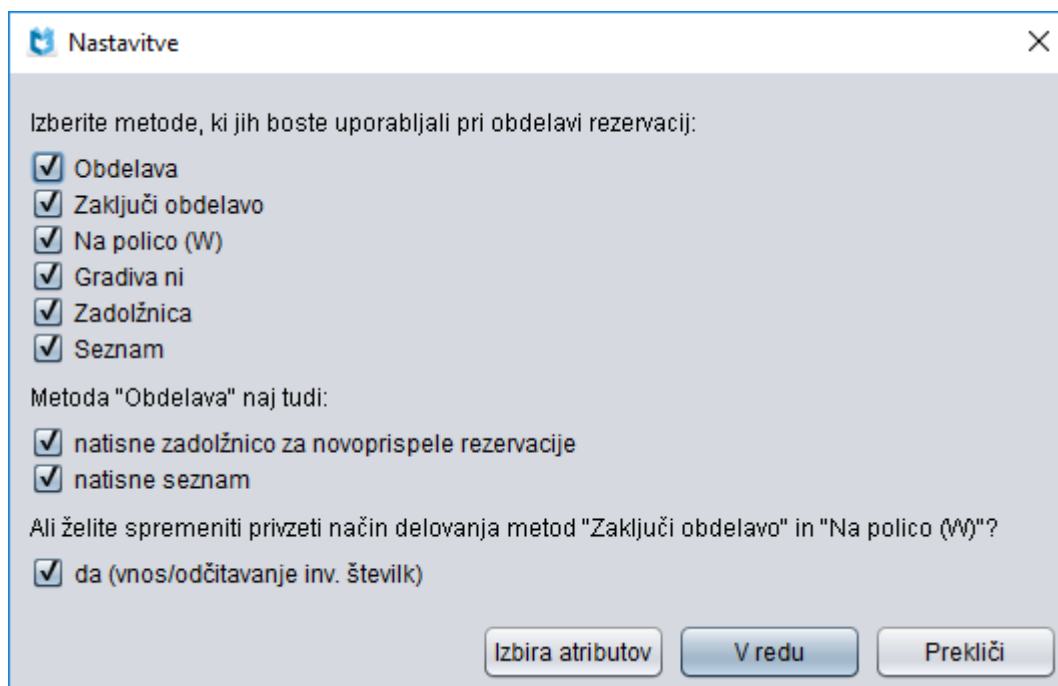 Nastavitve
Izberite metode, ki jih boste uporabljali pri obdelavi rezervacij:
Obdelava
Zaključi obdelavo
Na polico (W)
Gradiva ni
Zadolžnica
Seznam
Metoda "Obdelava" naj tudi:
natisne zadolžnico za novoprispele rezervacije
natisne seznam
Ali želite spremeniti privzeti način delovanja metod "Zaključi obdelavo" in "Na polico (W)"?
da (vnos/odčitavanje inv. številk)
Izbira atributov V redu Prekliči